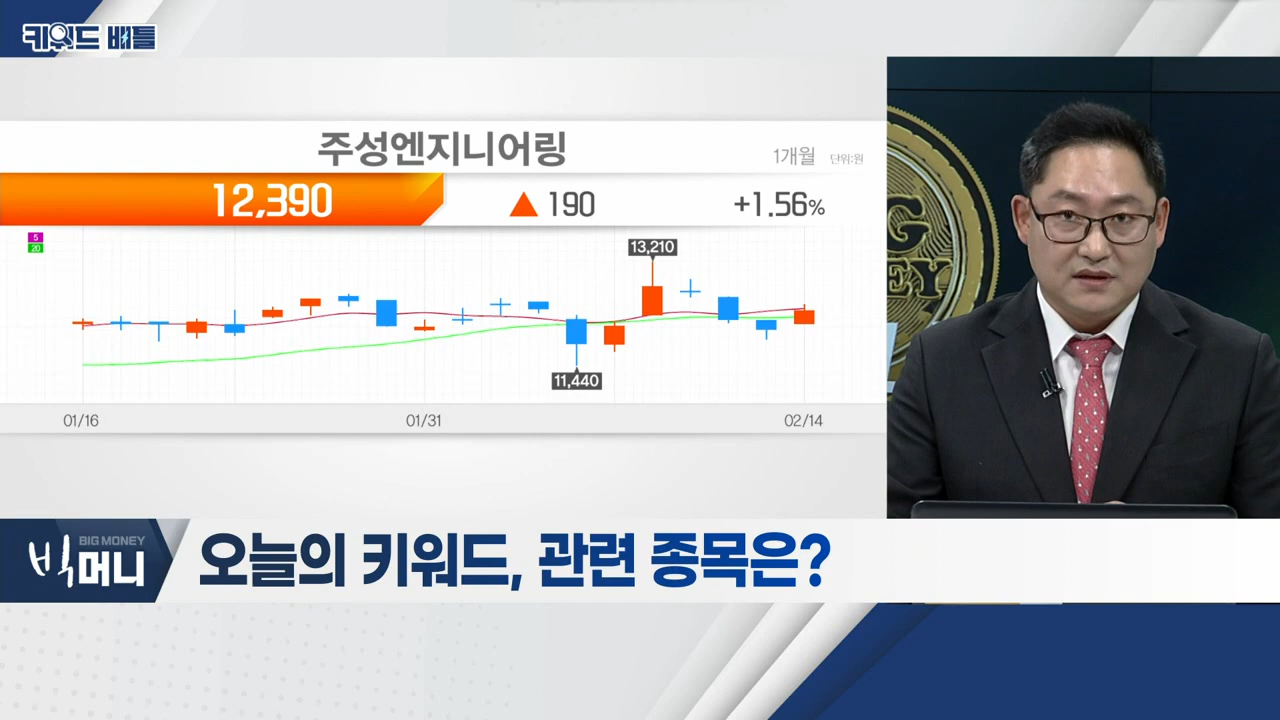 키워드 배틀
주성엔지니어링
1개월 단위:원
12,390 ▲ 190 +1.56%
5
20
13,210
11,440
01/16 01/31 02/14
BIG MONEY
빅머니
오늘의 키워드, 관련 종목은?